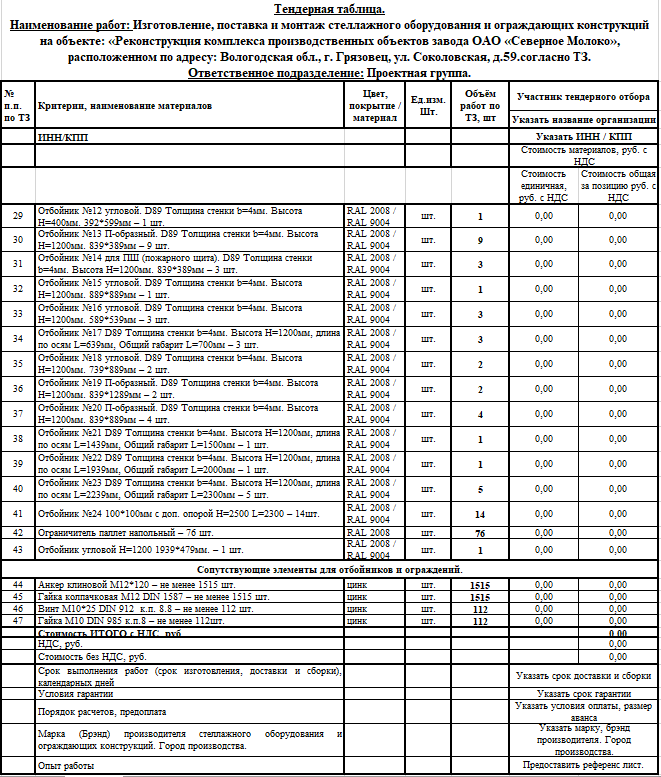 Тендерная таблица.
Наименование работ: Изготовление, поставка и монтаж стеллажного оборудования и ограждающих конструкций
на объекте: «Реконструкция комплекса производственных объектов завода ОАО «Северное Молоко»,
расположенном по адресу: Вологодская обл., г. Грязовец, ул. Соколовская, д.59.согласно ТЗ.
Ответственное подразделение: Проектная группа.
№ п.п. по ТЗ Критерии, наименование материалов Цвет, покрытие / материал Ед.изм. Шт. Объём работ по ТЗ, шт Участник тендерного отбора
Указать название организации
ИНН/КПП Указать ИНН / КПП
Стоимость материалов, руб. с НДС
Стоимость единичная, руб. с НДС Стоимость общая за позицию руб. с НДС
29 Отбойник №12 угловой. D89 Толщина стенки b=4мм. Высота RAL 2008 / шт. 1 0,00 0,00
H=400мм. 392*599мм – 1 шт. RAL 9004
30 Отбойник №13 П-образный. D89 Толщина стенки b=4мм. Высота RAL 2008 / шт. 9 0,00 0,00
H=1200мм. 839*389мм – 9 шт. RAL 9004
31 Отбойник №14 для ПШ (пожарного щита). D89 Толщина стенки RAL 2008 / шт. 3 0,00 0,00
b=4мм. Высота H=1200мм. 839*389мм – 3 шт. RAL 9004
32 Отбойник №15 угловой. D89 Толщина стенки b=4мм. Высота RAL 2008 / шт. 1 0,00 0,00
H=1200мм. 889*889мм – 1 шт. RAL 9004
33 Отбойник №16 угловой. D89 Толщина стенки b=4мм. Высота RAL 2008 / шт. 3 0,00 0,00
H=1200мм. 589*539мм – 3 шт. RAL 9004
34 Отбойник №17 D89 Толщина стенки b=4мм. Высота H=1200мм, длина RAL 2008 / шт. 3 0,00 0,00
по осям L=639мм, Общий габарит L=700мм – 3 шт. RAL 9004
35 Отбойник №18 угловой. D89 Толщина стенки b=4мм. Высота RAL 2008 / шт. 2 0,00 0,00
H=1200мм. 739*889мм – 2 шт. RAL 9004
36 Отбойник №19 П-образный. D89 Толщина стенки b=4мм. Высота RAL 2008 / шт. 2 0,00 0,00
H=1200мм. 839*1289мм – 2 шт. RAL 9004
37 Отбойник №20 П-образный. D89 Толщина стенки b=4мм. Высота RAL 2008 / шт. 4 0,00 0,00
H=1200мм. 839*889мм – 4 шт. RAL 9004
38 Отбойник №21 D89 Толщина стенки b=4мм. Высота H=1200мм, длина RAL 2008 / шт. 1 0,00 0,00
по осям L=1439мм, Общий габарит L=1500мм – 1 шт. RAL 9004
39 Отбойник №22 D89 Толщина стенки b=4мм. Высота H=1200мм, длина RAL 2008 / шт. 1 0,00 0,00
по осям L=1939мм, Общий габарит L=2000мм – 1 шт. RAL 9004
40 Отбойник №23 D89 Толщина стенки b=4мм. Высота H=1200мм, длина RAL 2008 / шт. 5 0,00 0,00
по осям L=2239мм, Общий габарит L=2300мм – 5 шт. RAL 9004
41 Отбойник №24 100*100мм с доп. опорой H=2500 L=2300 – 14шт. RAL 2008 / RAL 9004 шт. 14 0,00 0,00
42 Ограничитель паллет напольный – 76 шт. RAL 2008 шт. 76 0,00 0,00
43 Отбойник угловой H=1200 1939*479мм. – 1 шт. RAL 2008 / RAL 9004 шт. 1 0,00 0,00
Сопутствующие элементы для отбойников и ограждений.
44 Анкер клиновой М12*120 – не менее 1515 шт. цинк шт. 1515 0,00 0,00
45 Гайка колпачковая М12 DIN 1587 – не менее 1515 шт. цинк шт. 1515 0,00 0,00
46 Винт М10*25 DIN 912 к.п. 8.8 – не менее 112 шт. цинк шт. 112 0,00 0,00
47 Гайка М10 DIN 985 к.п.8 – не менее 112шт. цинк шт. 112 0,00 0,00
Стоимость ИТОГО с НДС, руб 0,00
НДС, руб. 0,00
Стоимость без НДС, руб. 0,00
Срок выполнения работ (срок изготовления, доставки и сборки), календарных дней Указать срок доставки и сборки
Условия гарантии Указать срок гарантии
Порядок расчетов, предоплата Указать условия оплаты, размер аванса
Марка (Брэнд) производителя стеллажного оборудования и ограждающих конструкций. Город производства. Указать марку, брэнд производителя. Город производства.
Опыт работы Предоставить референс лист.